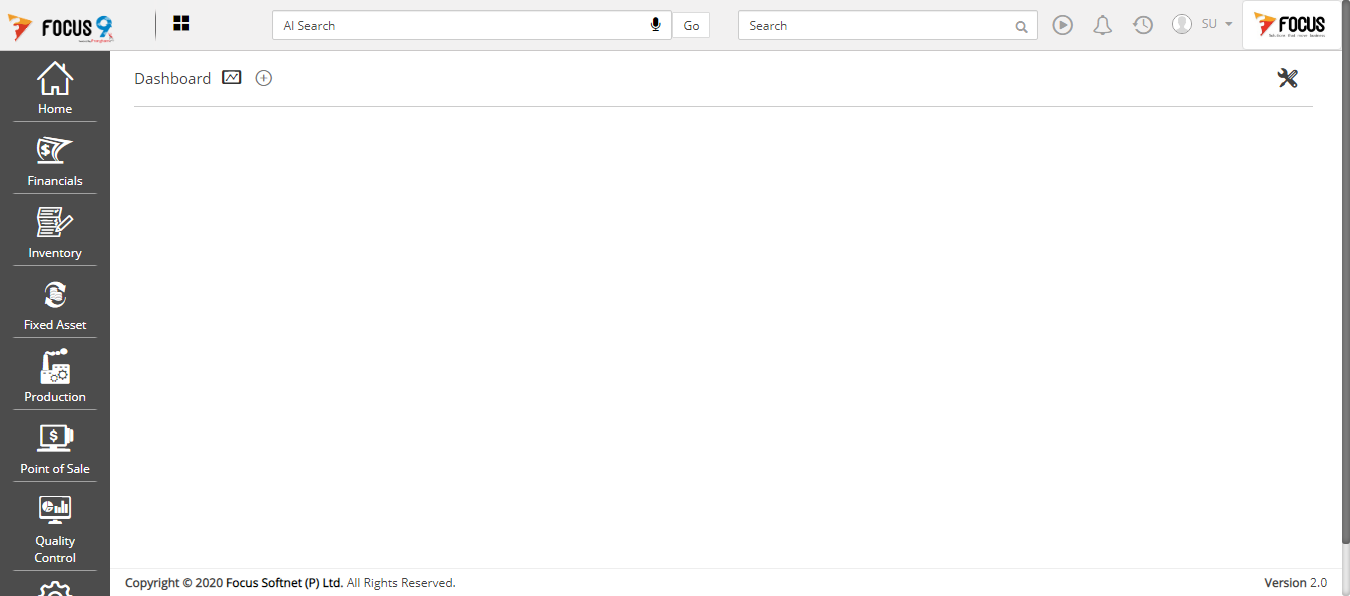 FOCUS 9
AI Search
Go
Search
SU
FOCUS
Dashboard
Home
Financials
Inventory
Fixed Asset
Production
Point of Sale
Quality
Control
Copyright © 2020 Focus Softnet (P) Ltd. All Rights Reserved.
Version 2.0